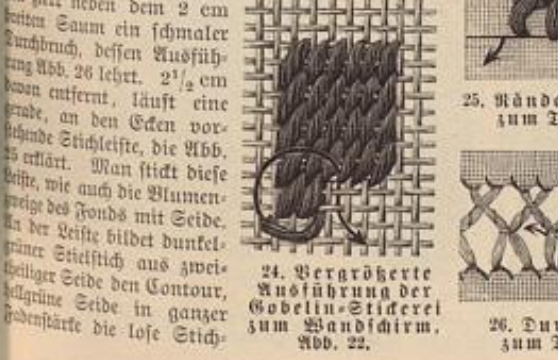 neben dem 2 cm
breiten Saum ein schmaler
Durchbruch, dessen Ausfüh-
rung Abb. 26 lehrt. 2½ cm
davon entfernt, läuft eine
gerade, an den Ecken vor-
stehende Stichleiste, die Abb.
25 erklärt. Man stickt diese
Leiste, wie auch die Blumen-
zweige des Fonds mit Seide.
An der Leiste bildet dunkel-
grüner Stielstich aus zwei-
theiliger Seide den Contour,
hellgrüne Seide in ganzer
Fadenstärke die lose Stich-
24. Vergrößerte
Ausführung der
Gobelin-Stickerei
zum Wandschirm.
Abb. 22.
25.
zum
26.
zum